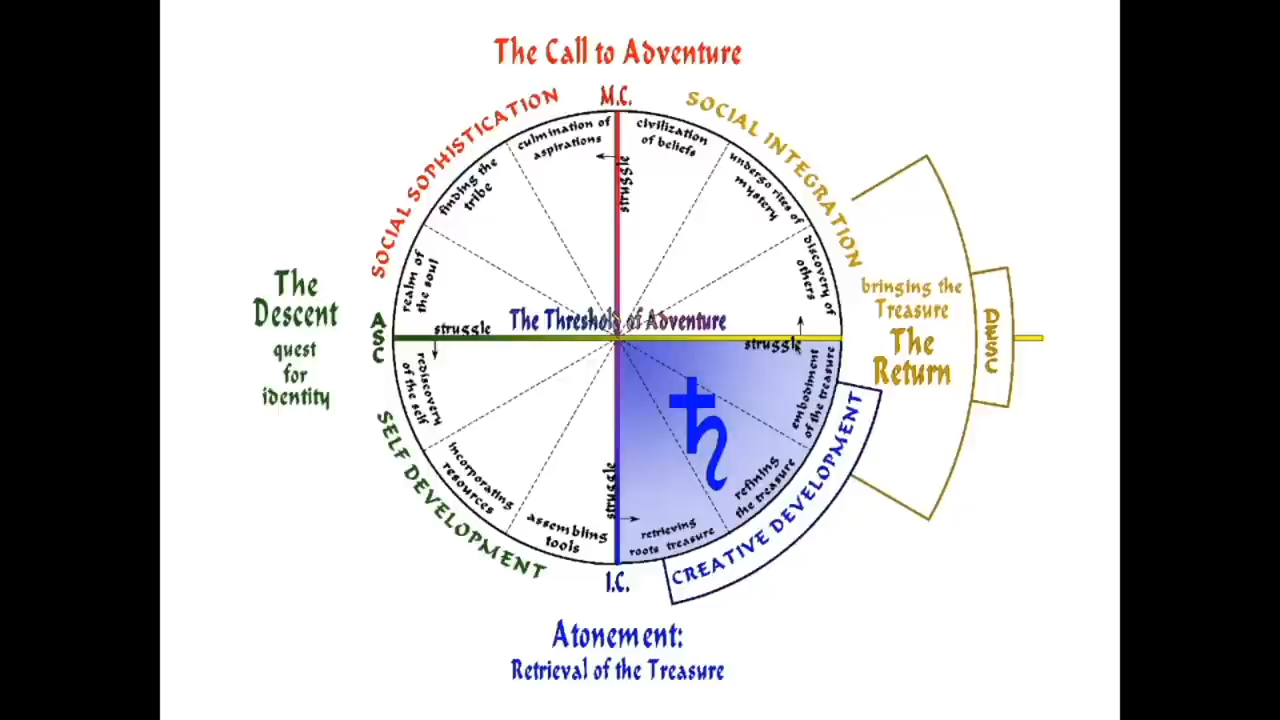 The Call to Adventure
M.C.
SOCIAL SOPHISTICATION
SOCIAL INTEGRATION
culmination of
aspirations
civilization
of beliefs
struggle
finding the
tribe
undergo rites of
mystery
realm of
the soul
discovery of
others
The
Descent
quest
for
identity
ASC
struggle
The Threshold of Adventure
struggle
bringing the
Treasure
The
Return
DESC
rediscovery
of the self
embodiment
of the treasure
incorporating
resources
refining
the treasure
assembling
tools
struggle
retrieving
roots treasure
SELF DEVELOPMENT
CREATIVE DEVELOPMENT
I.C.
Atonement:
Retrieval of the Treasure